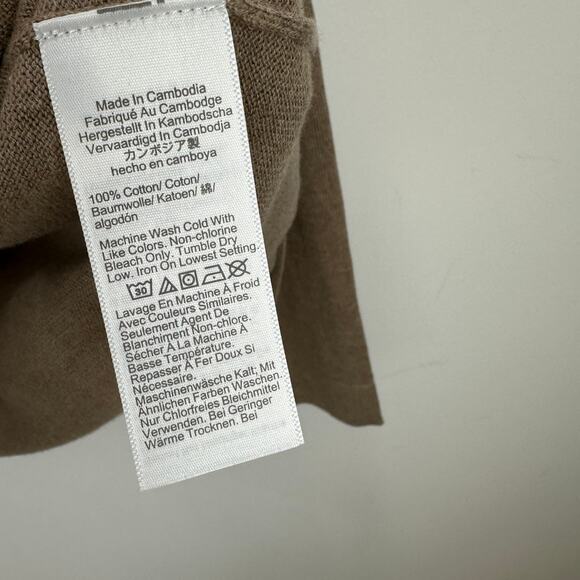 Made In Cambodia
Fabriqué Au Cambodge
Hergestellt In Kambodscha
Vervaardigd In Cambodja
カンボジア製
hecho en camboya
100% Cotton/ Coton/
Baumwolle/ Katoen/ 綿/
algodón
Machine Wash Cold With
Like Colors. Non-chlorine
Bleach Only. Tumble Dry
Low. Iron On Lowest Setting.
30
Lavage En Machine À Froid
Avec Couleurs Similaires.
Seulement Agent De
Blanchiment Non-chlore.
Sécher À La Machine À
Basse Température.
Repasser À Fer Doux Si
Nécessaire.
Maschinenwäsche Kalt; Mit
Ähnlichen Farben Waschen.
Nur Chlorfreies Bleichmittel
Verwenden. Bei Geringer
Wärme Trocknen. Bei